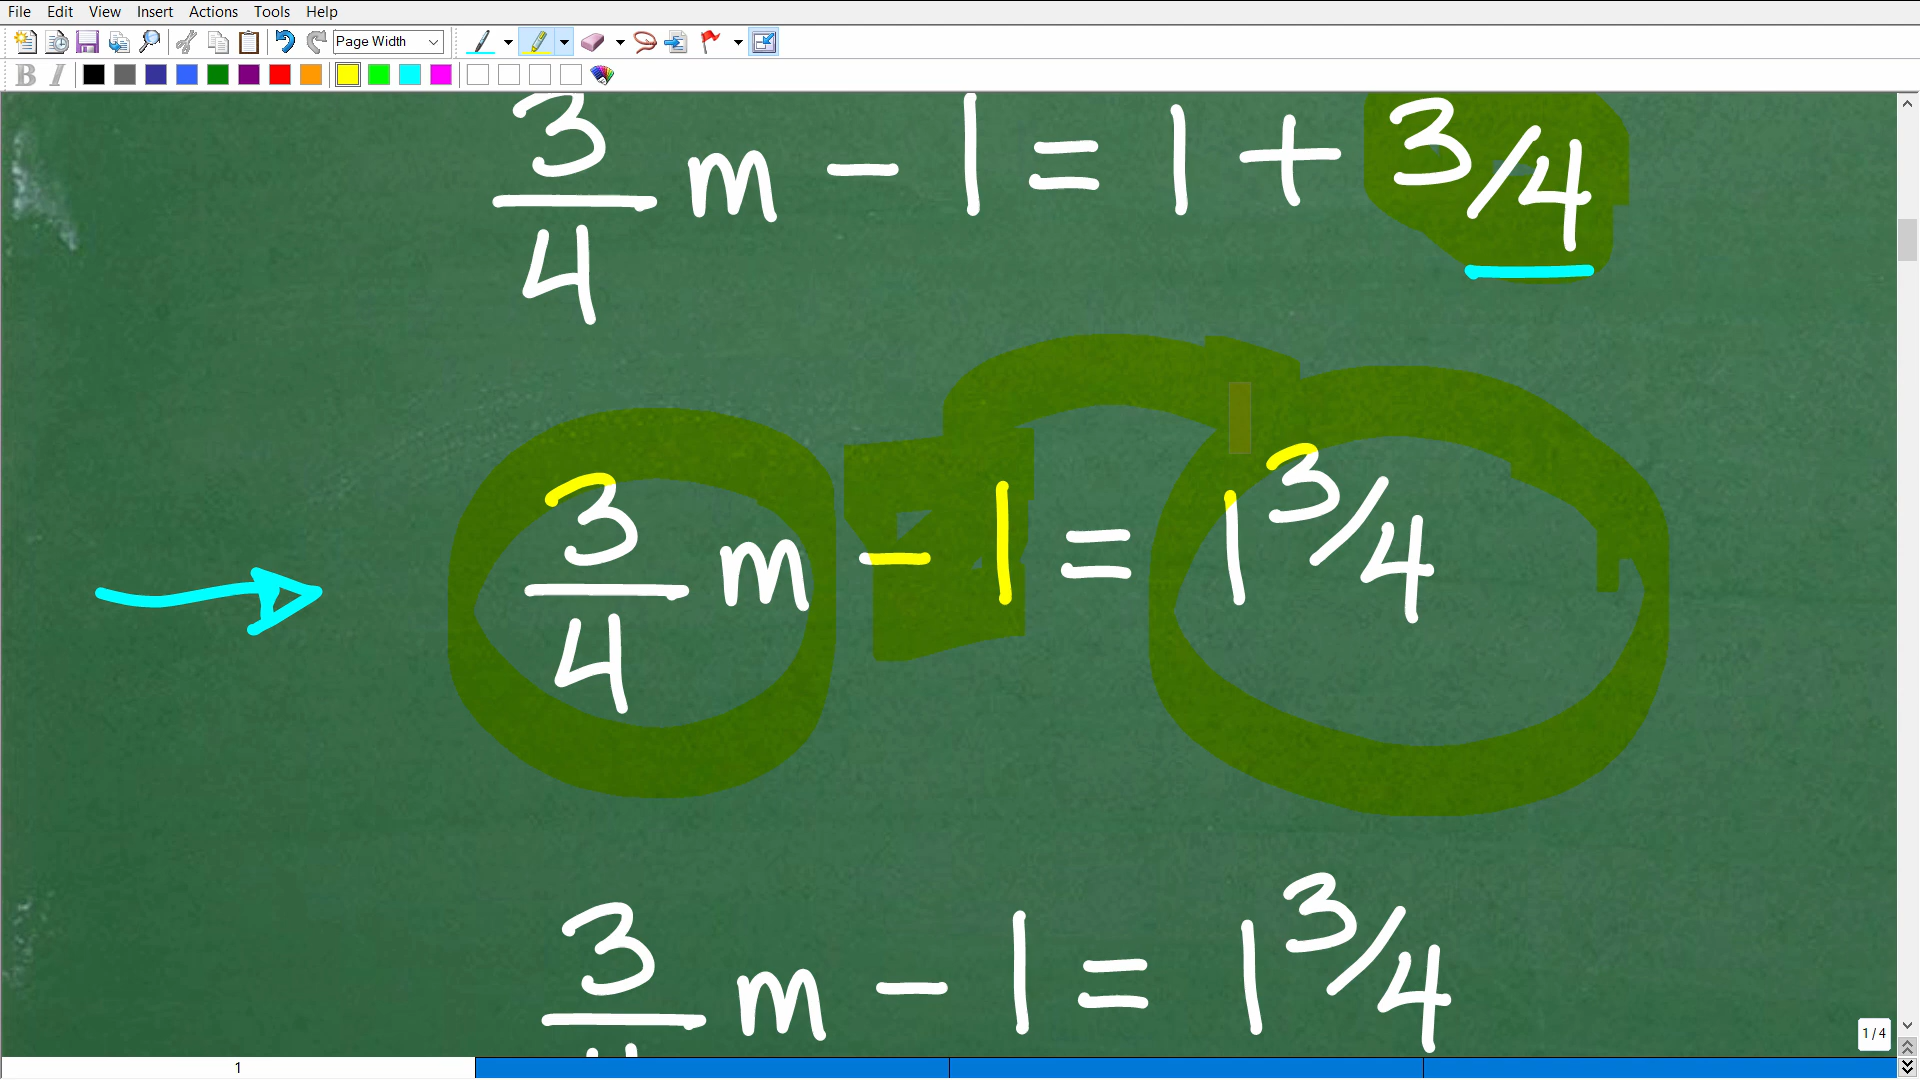 File Edit View Insert Actions Tools Help
Page Width
B I
3/4 m - 1 = 1 + 3/4
3/4 m - 1 = 1 3/4
3/4 m - 1 = 1 3/4
1 / 4
1